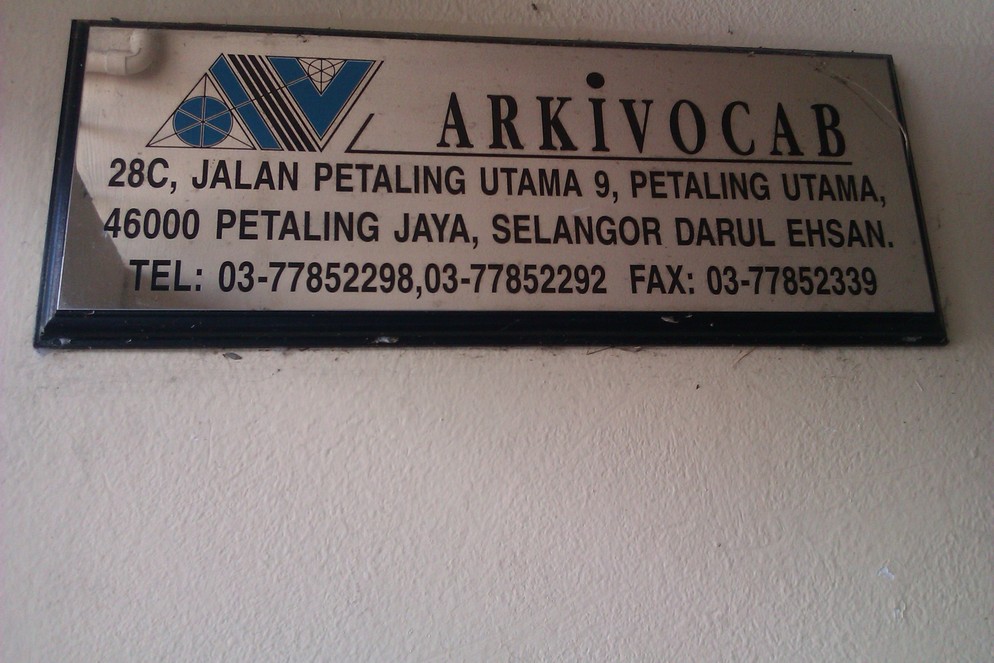 ARKiVOCAB
28C, JALAN PETALING UTAMA 9, PETALING UTAMA,
46000 PETALING JAYA, SELANGOR DARUL EHSAN.
TEL: 03-77852298,03-77852292 FAX: 03-77852339